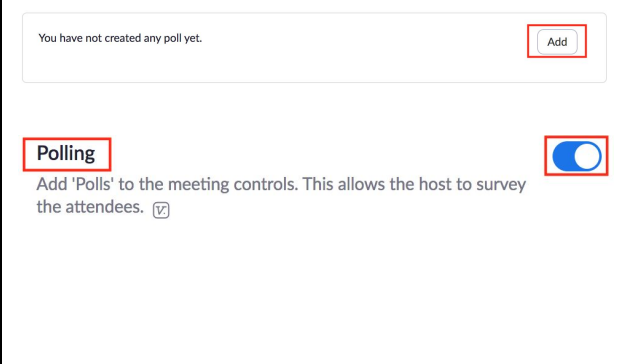 You have not created any poll yet.
Add
Polling
Add 'Polls' to the meeting controls. This allows the host to survey
the attendees.